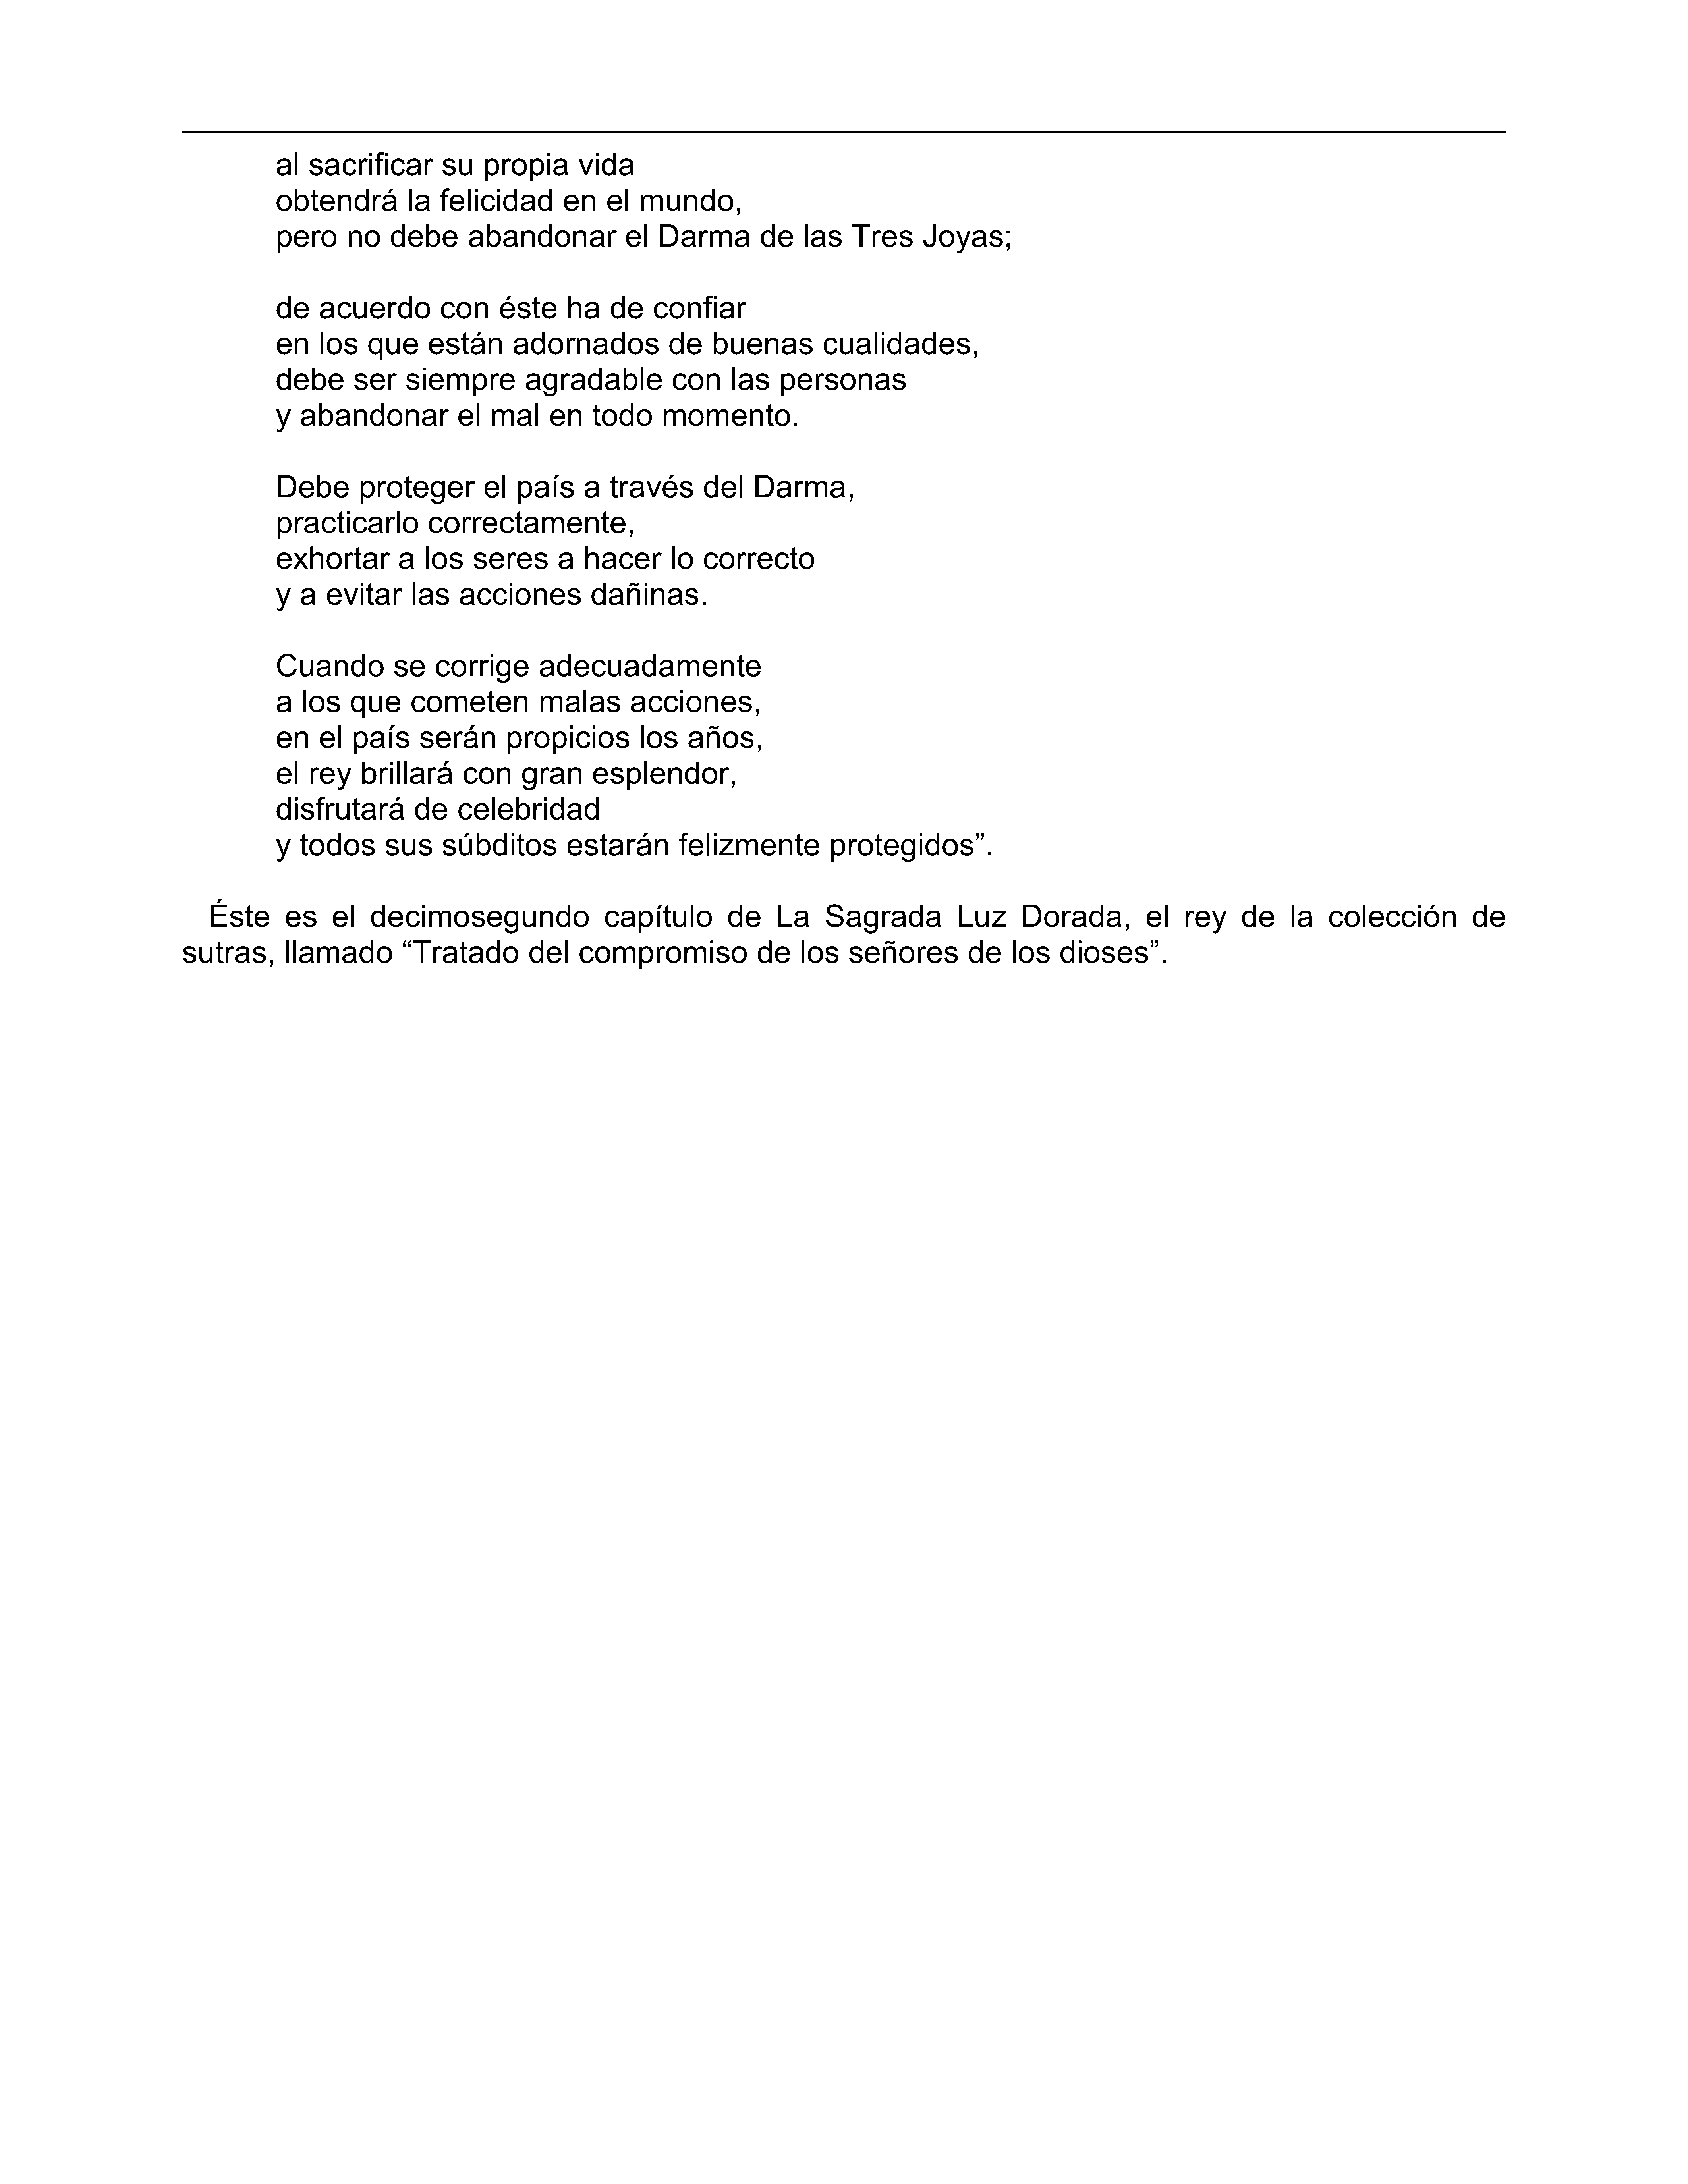 al sacrificar su propia vida
obtendrá la felicidad en el mundo,
pero no debe abandonar el Darma de las Tres Joyas;
de acuerdo con éste ha de confiar
en los que están adornados de buenas cualidades,
debe ser siempre agradable con las personas
y abandonar el mal en todo momento.
Debe proteger el país a través del Darma,
practicarlo correctamente,
exhortar a los seres a hacer lo correcto
y a evitar las acciones dañinas.
Cuando se corrige adecuadamente
a los que cometen malas acciones,
en el país serán propicios los años,
el rey brillará con gran esplendor,
disfrutará de celebridad
y todos sus súbditos estarán felizmente protegidos”.
Éste es el decimosegundo capítulo de La Sagrada Luz Dorada, el rey de la colección de
sutras, llamado “Tratado del compromiso de los señores de los dioses”.